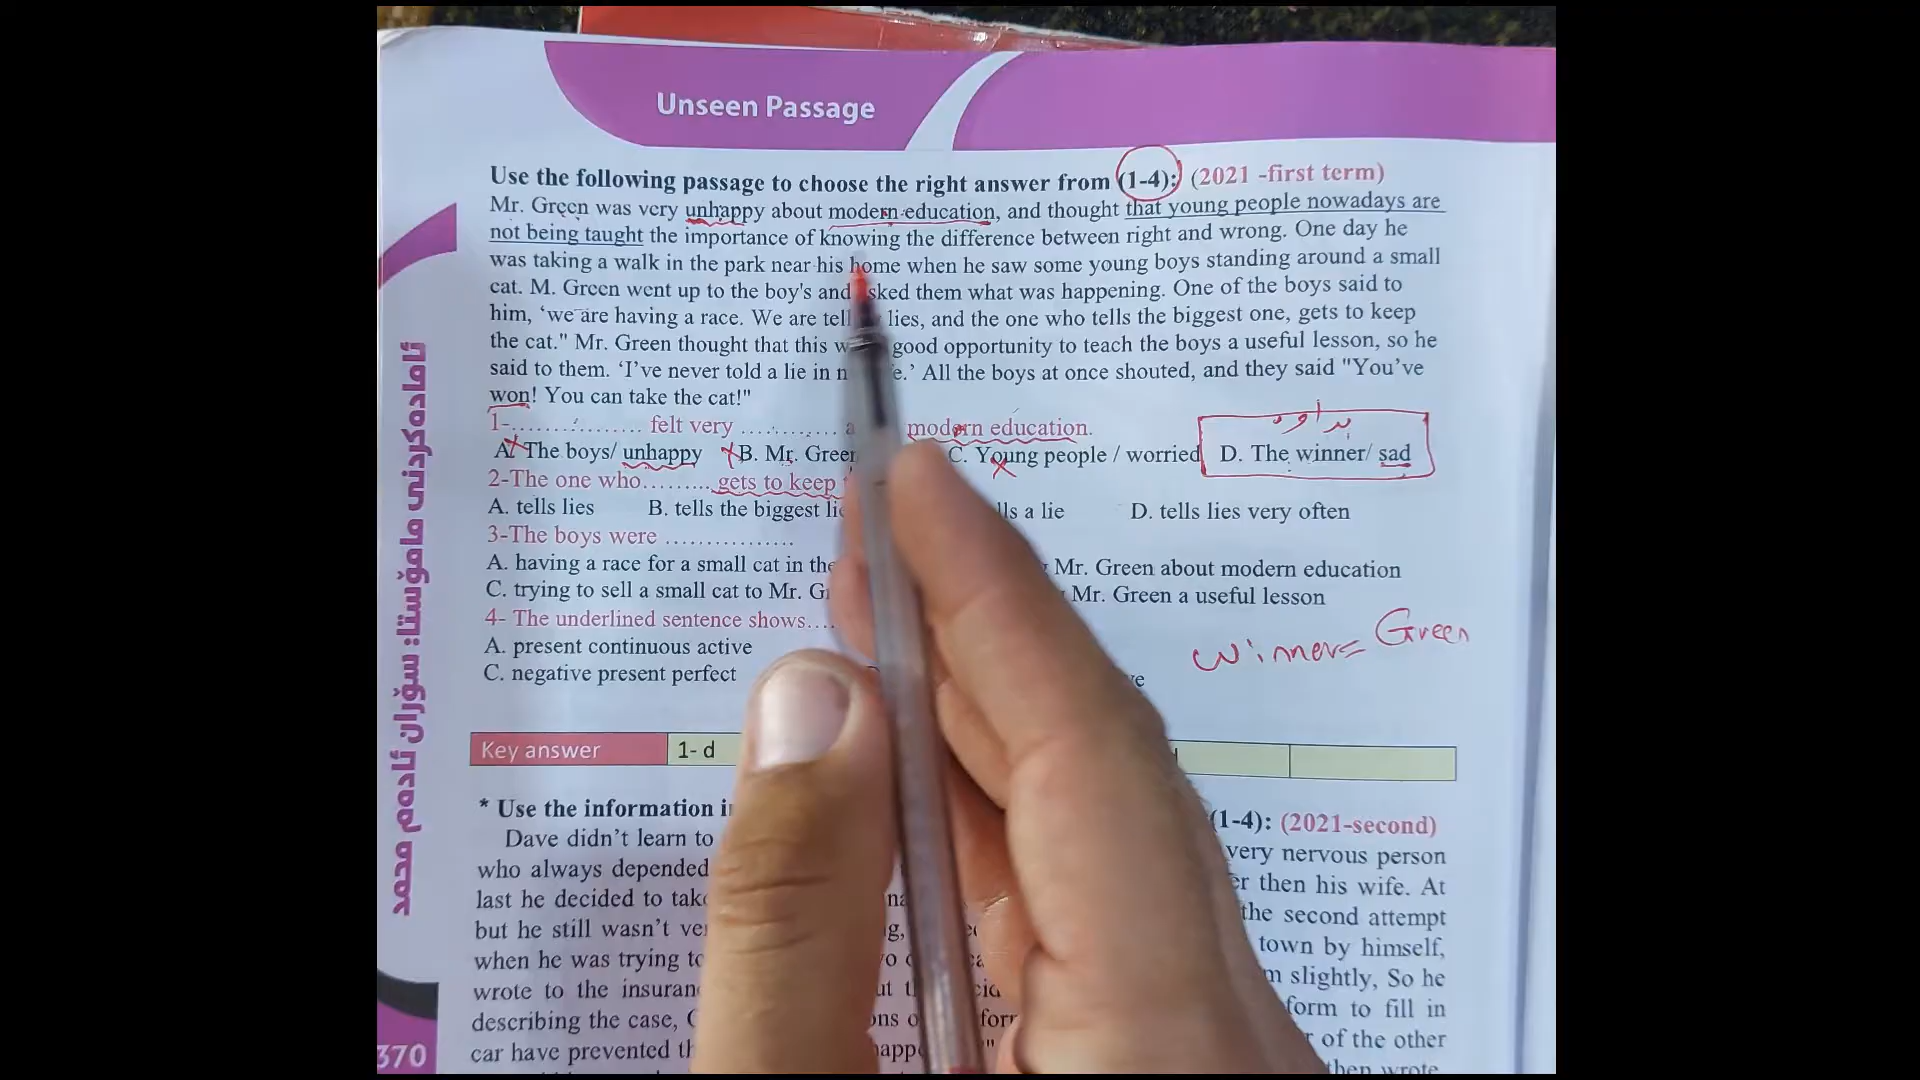 Unseen Passage
Use the following passage to choose the right answer from (1-4): (2021 -first term)
Mr. Green was very unhappy about modern education, and thought that young people nowadays are
not being taught the importance of knowing the difference between right and wrong. One day he
was taking a walk in the park near his home when he saw some young boys standing around a small
cat. M. Green went up to the boy's and asked them what was happening. One of the boys said to
him, ‘we are having a race. We are lies, and the one who tells the biggest one, gets to keep
the cat." Mr. Green thought that this good opportunity to teach the boys a useful lesson, so he
said to them. ‘I’ve never told a lie in All the boys at once shouted, and they said "You’ve
won! You can take the cat!"
1-................ felt very ............ modern education.
بڕاوە
A. The boys/ unhappy B. Mr. C. Young people / worried D. The winner/ sad
2-The one who......... gets to keep
A. tells lies B. tells the biggest a lie D. tells lies very often
3-The boys were ................
A. having a race for a small cat in the Mr. Green about modern education
C. trying to sell a small cat to Mr. Mr. Green a useful lesson
4- The underlined sentence shows....
A. present continuous active
C. negative present perfect
winner= Green
Key answer 1- d
* Use the information (1-4): (2021-second)
Dave didn’t learn to very nervous person
who always depended then his wife. At
last he decided to the second attempt
but he still wasn’t town by himself,
when he was trying slightly, So he
wrote to the form to fill in
describing the case, of the other
car have prevented then wrote
ئامادەکردنی مامۆستا: سۆران ئادەم محمد
370